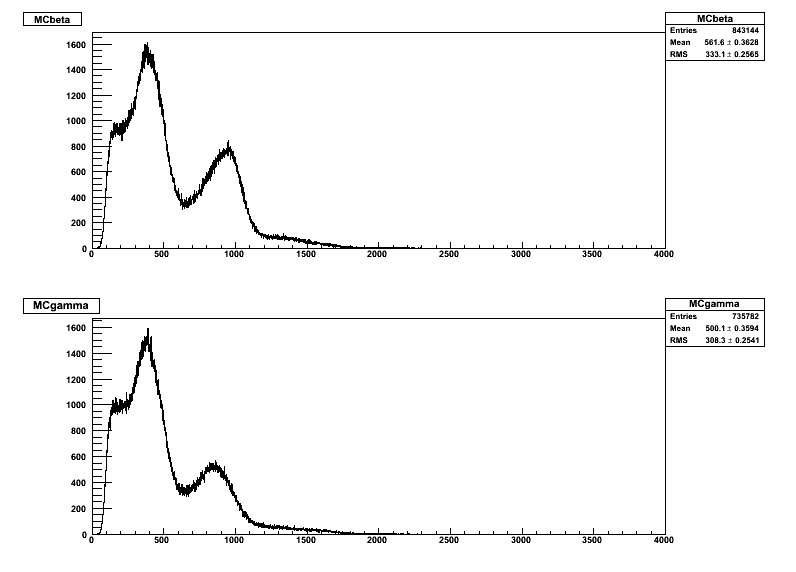 MCbeta
MCbeta
Entries 843144
Mean 561.6 ± 0.3628
RMS 333.1 ± 0.2565
1600
1400
1200
1000
800
600
400
200
0
0 500 1000 1500 2000 2500 3000 3500 4000
MCgamma
MCgamma
Entries 735782
Mean 500.1 ± 0.3594
RMS 308.3 ± 0.2541
1600
1400
1200
1000
800
600
400
200
0
0 500 1000 1500 2000 2500 3000 3500 4000